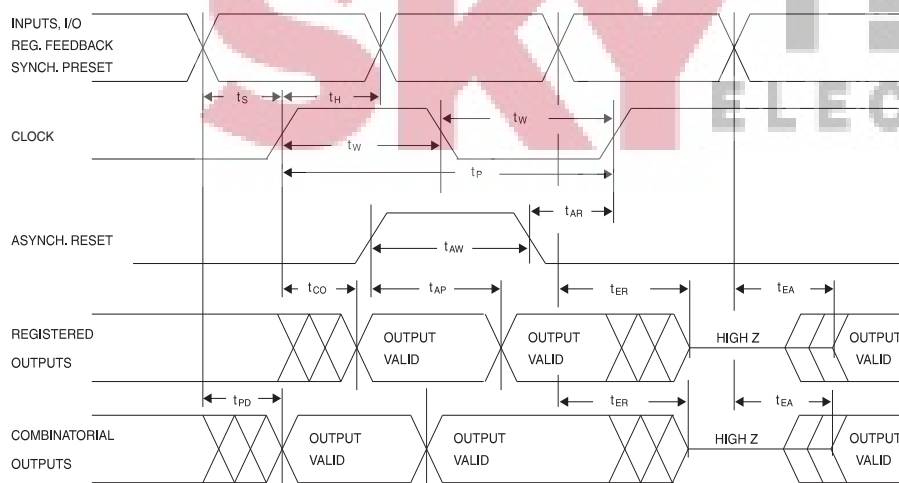 INPUTS, I/O
REG. FEEDBACK
SYNCH. PRESET
SKY
ELEC
tS
tH
tW
CLOCK
tW
tP
tAR
ASYNCH. RESET
tAW
tCO
tAP
tER
tEA
REGISTERED
OUTPUTS
OUTPUT
VALID
OUTPUT
VALID
HIGH Z
OUTPUT
VALID
tPD
tER
tEA
COMBINATORIAL
OUTPUTS
OUTPUT
VALID
OUTPUT
VALID
HIGH Z
OUTPUT
VALID